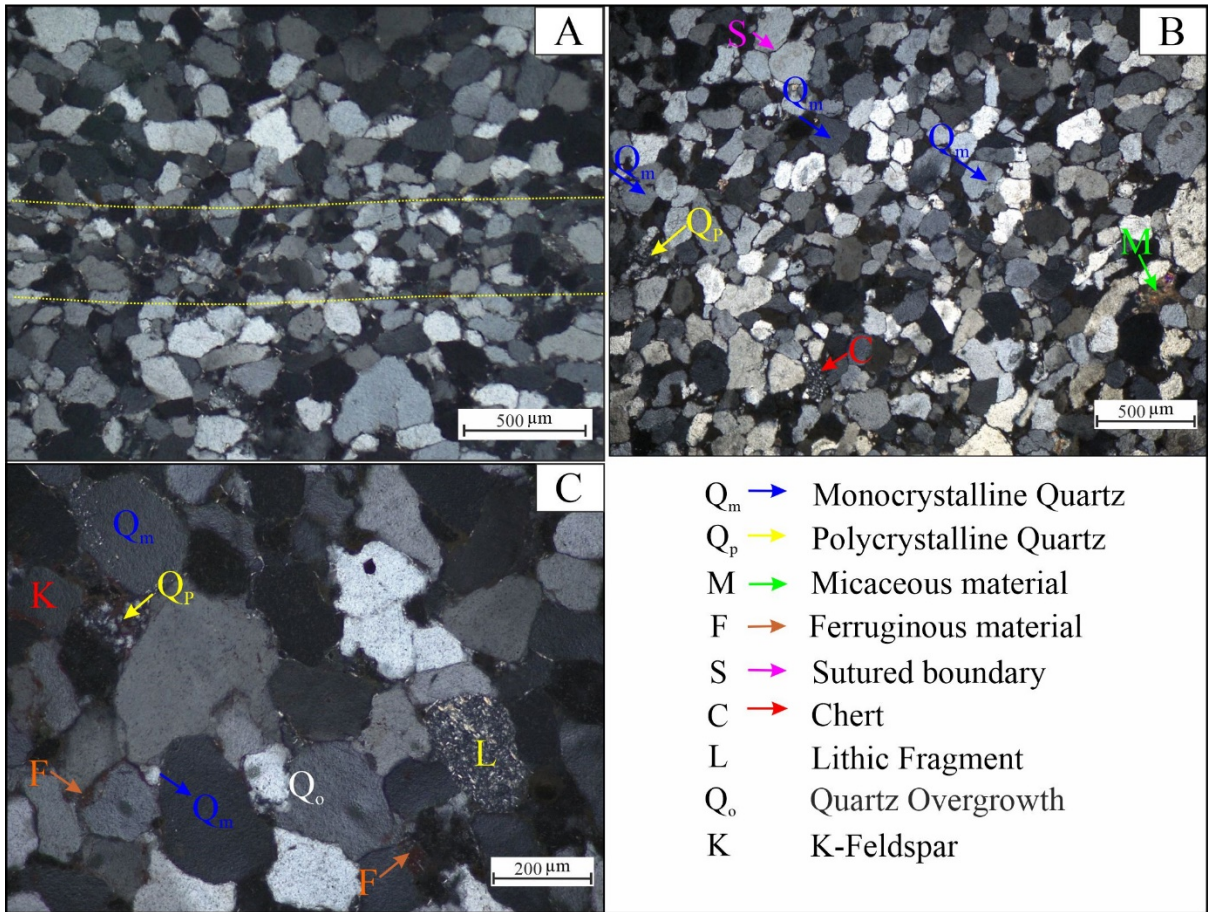 A
500 µm
B
S
Qm
Qm
Qm
QP
M
C
500 µm
C
Qm
K
QP
L
F
Qo
Qm
F
200 µm
Qm Monocrystalline Quartz
Qp Polycrystalline Quartz
M Micaceous material
F Ferruginous material
S Sutured boundary
C Chert
L Lithic Fragment
Qo Quartz Overgrowth
K K-Feldspar